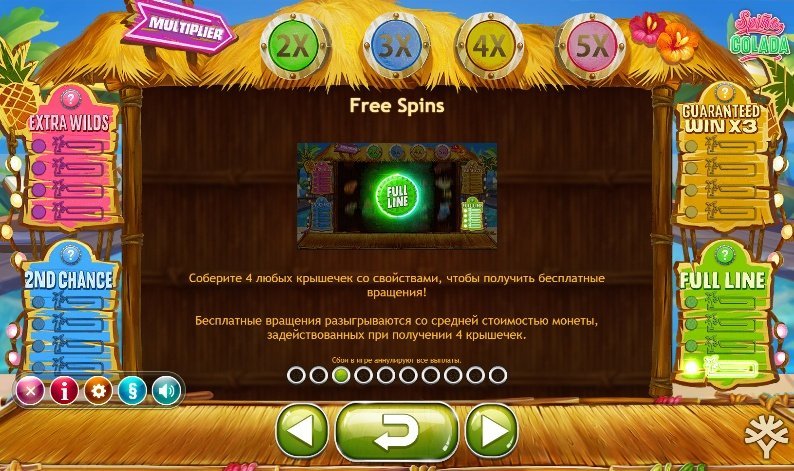 MULTIPLIER
2X
3X
4X
5X
Spiña
COLADA
Free Spins
EXTRA WILDS
GUARANTEED
WIN X3
FULL
LINE
2ND CHANCE
FULL LINE
Соберите 4 любых крышечек со свойствами, чтобы получить бесплатные
вращения!
Бесплатные вращения разыгрываются со средней стоимостью монеты,
задействованных при получении 4 крышечек.
Сбои в игре аннулируют все выплаты.